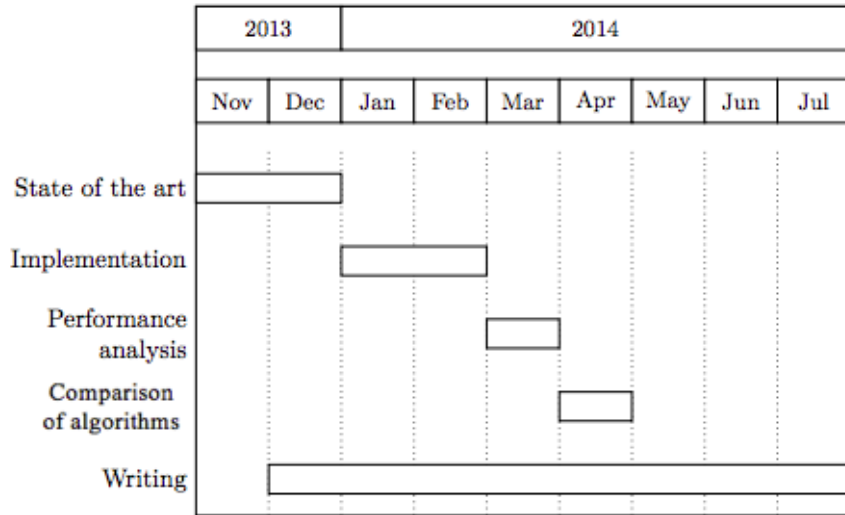 2013 2014
Nov Dec Jan Feb Mar Apr May Jun Jul
State of the art
Implementation
Performance
analysis
Comparison
of algorithms
Writing